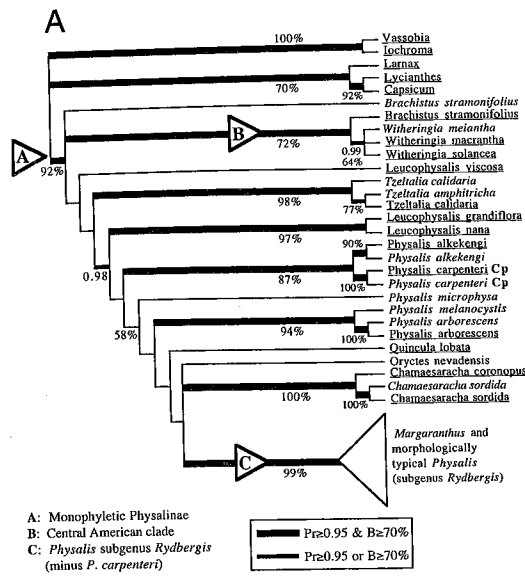 A
100%
Vassobia
Iochroma
Larnax
70%
Lycianthes
92%
Capsicum
Brachistus stramonifolius
Brachistus stramonifolius
B
Witheringia meiantha
72%
Witheringia macrantha
0.99
A
92%
64%
Witheringia solancea
Leucophysalis viscosa
Tzeltalia calidaria
98%
Tzeltalia amphitricha
77%
Tzeltalia calidaria
Leucophysalis grandiflora
97%
Leucophysalis nana
90%
Physalis alkekengi
Physalis alkekengi
0.98
87%
Physalis carpenteri Cp
100%
Physalis carpenteri Cp
Physalis microphysa
58%
Physalis melanocystis
94%
Physalis arborescens
100%
Physalis arborescens
Quincula lobata
Oryctes nevadensis
Chamaesaracha coronopus
100%
Chamaesaracha sordida
100%
Chamaesaracha sordida
Margaranthus and
morphologically
C
typical Physalis
99%
(subgenus Rydbergis)
A: Monophyletic Physalinae
B: Central American clade
C: Physalis subgenus Rydbergis
(minus P. carpenteri)
Pr≥0.95 & B≥70%
Pr≥0.95 or B≥70%